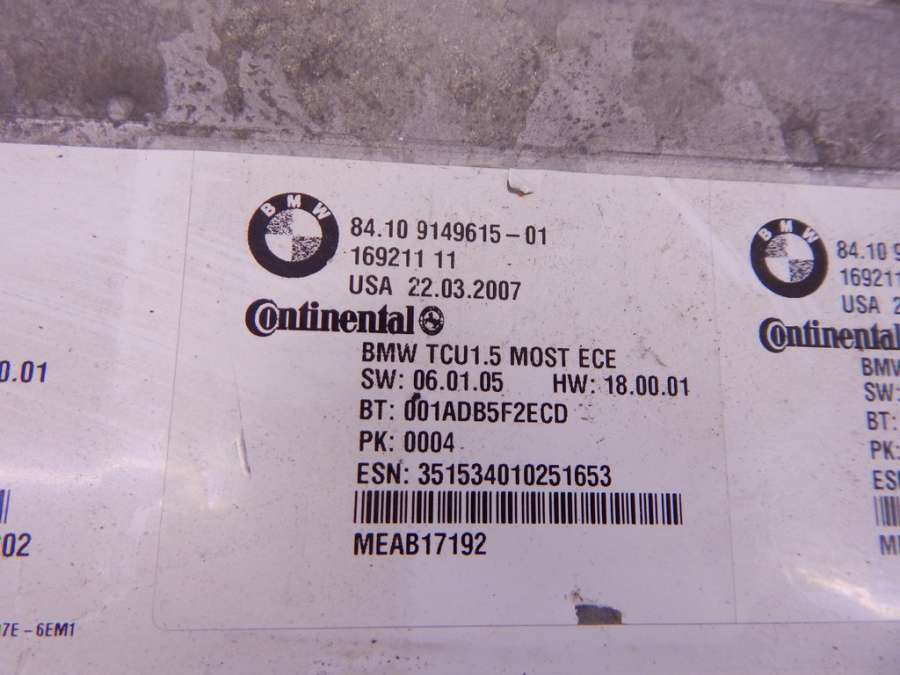 BMW
84.10 9149615-01
169211 11
USA 22.03.2007
Continental
BMW TCU1.5 MOST ECE
SW: 06.01.05 HW: 18.00.01
BT: 001ADB5F2ECD
PK: 0004
ESN: 351534010251653
MEAB17192
0.01
02
7E-6EM1
BMW
84.10 9
169211
USA 2
Continental
BMW
SW:
BT:
PK:
ES
M